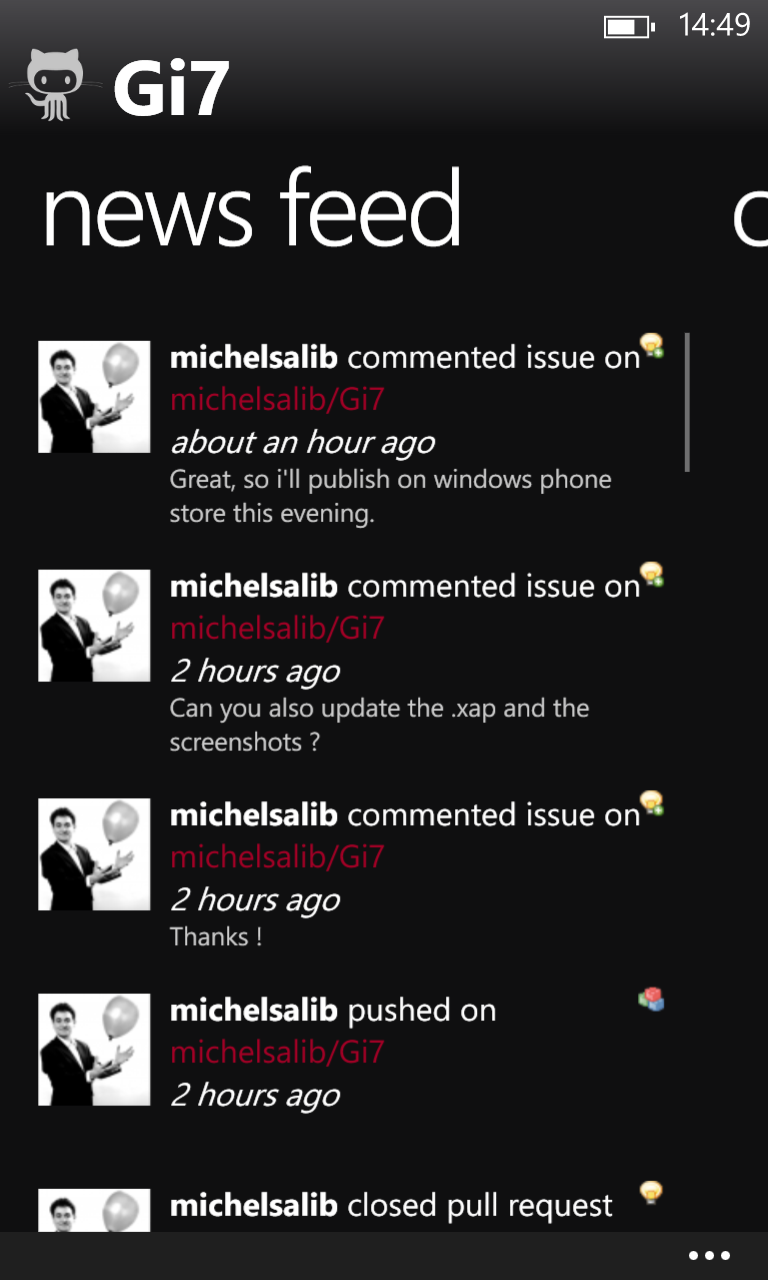 14:49
Gi7
news feed
michelsalib commented issue on
michelsalib/Gi7
about an hour ago
Great, so i'll publish on windows phone
store this evening.
michelsalib commented issue on
michelsalib/Gi7
2 hours ago
Can you also update the .xap and the
screenshots ?
michelsalib commented issue on
michelsalib/Gi7
2 hours ago
Thanks !
michelsalib pushed on
michelsalib/Gi7
2 hours ago
michelsalib closed pull request